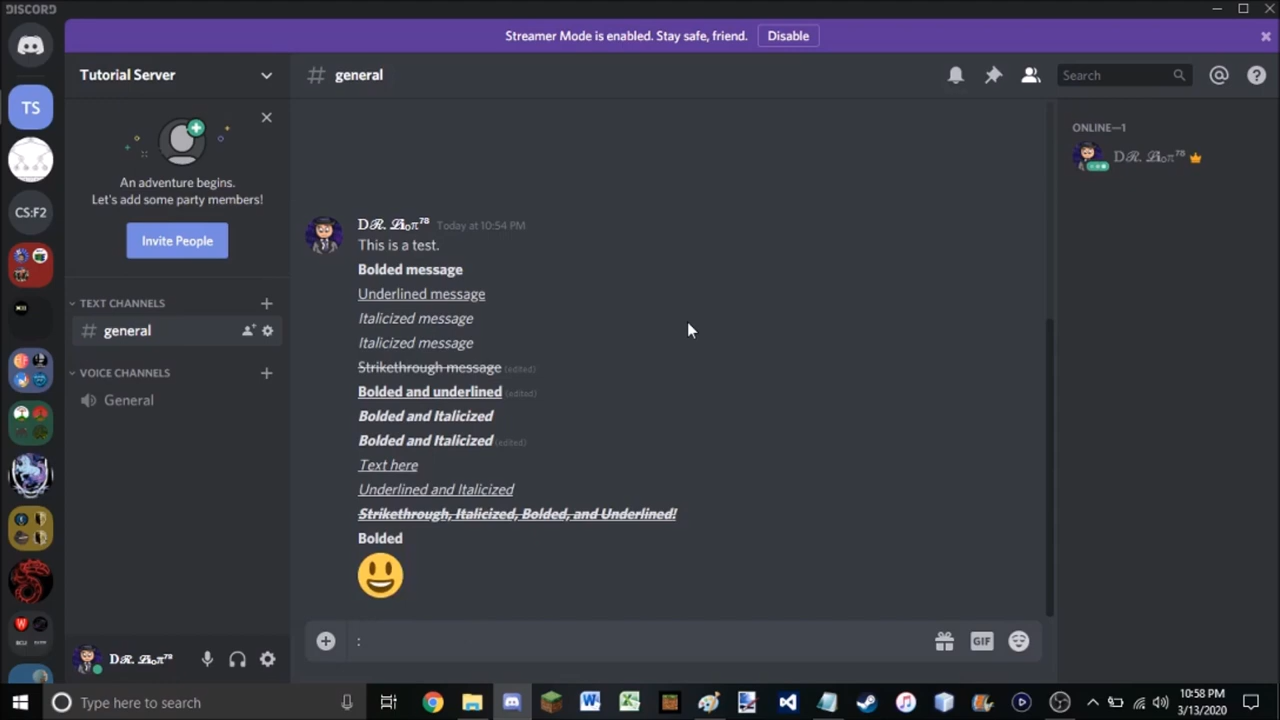 DISCORD
Streamer Mode is enabled. Stay safe, friend. Disable
Tutorial Server
# general
Search
TS
CS:F2
An adventure begins.
Let's add some party members!
Invite People
TEXT CHANNELS
# general
VOICE CHANNELS
General
Today at 10:54 PM
This is a test.
Bolded message
Underlined message
Italicized message
Italicized message
Strikethrough message (edited)
Bolded and underlined (edited)
Bolded and Italicized
Bolded and Italicized (edited)
Text here
Underlined and Italicized
Strikethrough, Italicized, Bolded, and Underlined!
Bolded
:
GIF
ONLINE—1
Type here to search
10:58 PM
3/13/2020